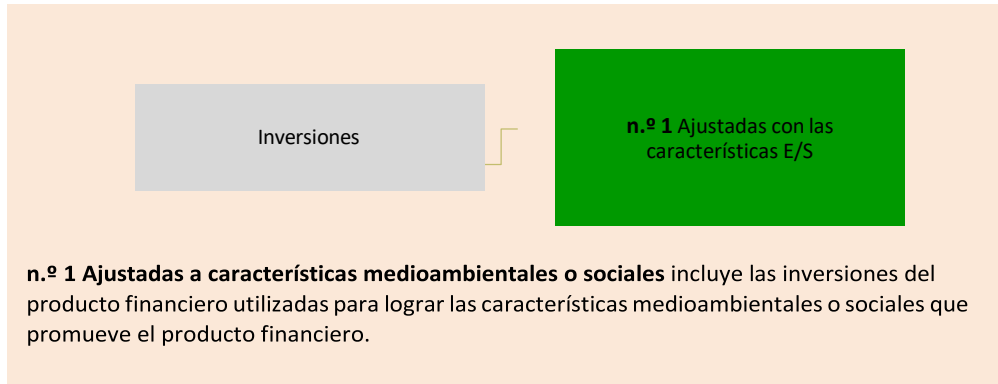 Inversiones
n.º 1 Ajustadas con las
características E/S
n.º 1 Ajustadas a características medioambientales o sociales incluye las inversiones del
producto financiero utilizadas para lograr las características medioambientales o sociales que
promueve el producto financiero.